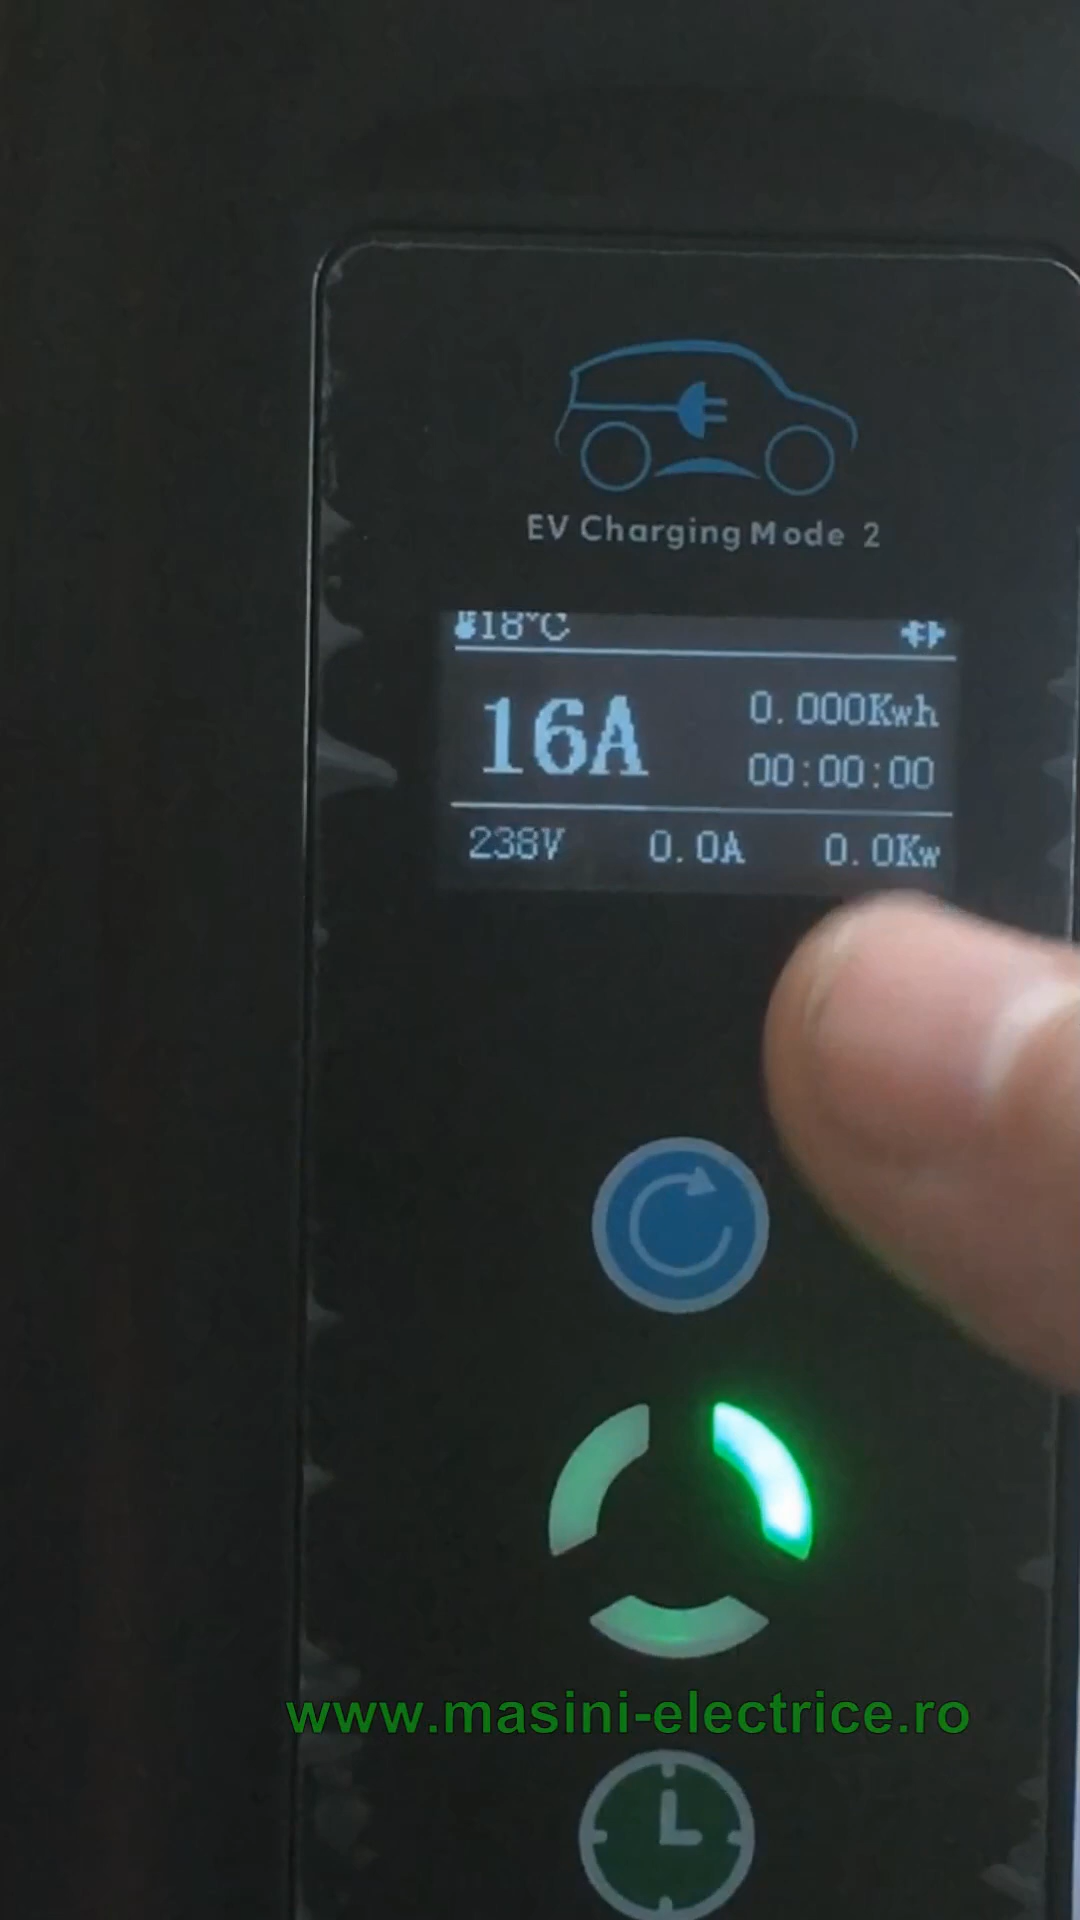 EV Charging Mode 2
18°C
16A
0.000Kwh
00:00:00
238V 0.0A 0.0Kw
www.masini-electrice.ro